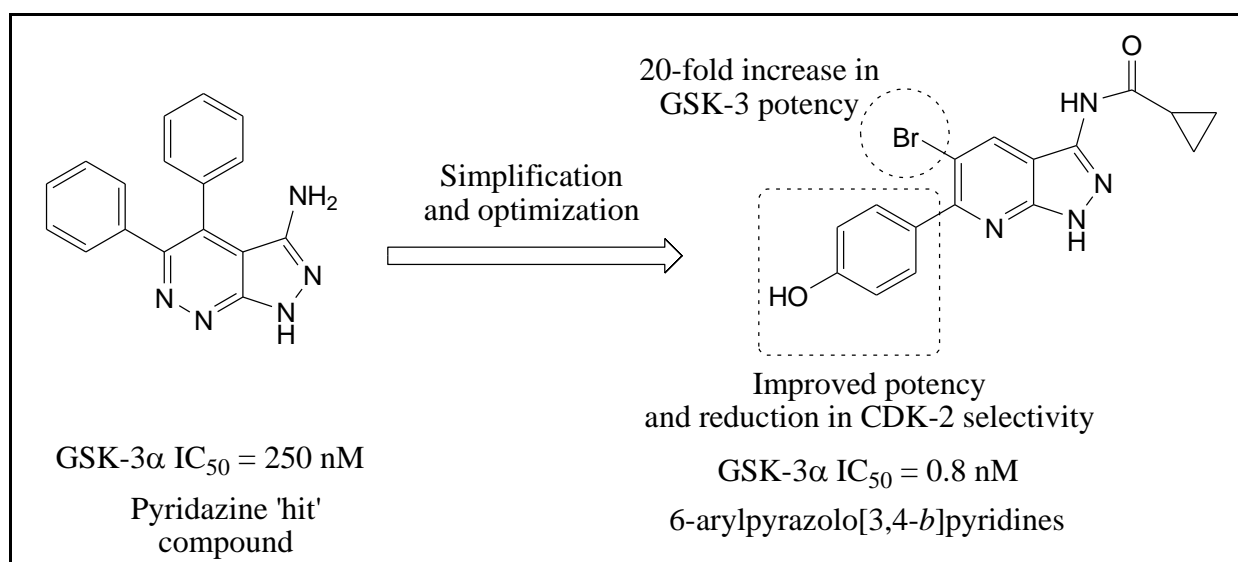 20-fold increase in
GSK-3 potency
O
HN
Br
NH2
N
N
H
N
N
N
N
N
H
HO
Simplification
and optimization
Improved potency
and reduction in CDK-2 selectivity
GSK-3α IC50 = 250 nM
Pyridazine 'hit'
compound
GSK-3α IC50 = 0.8 nM
6-arylpyrazolo[3,4-b]pyridines